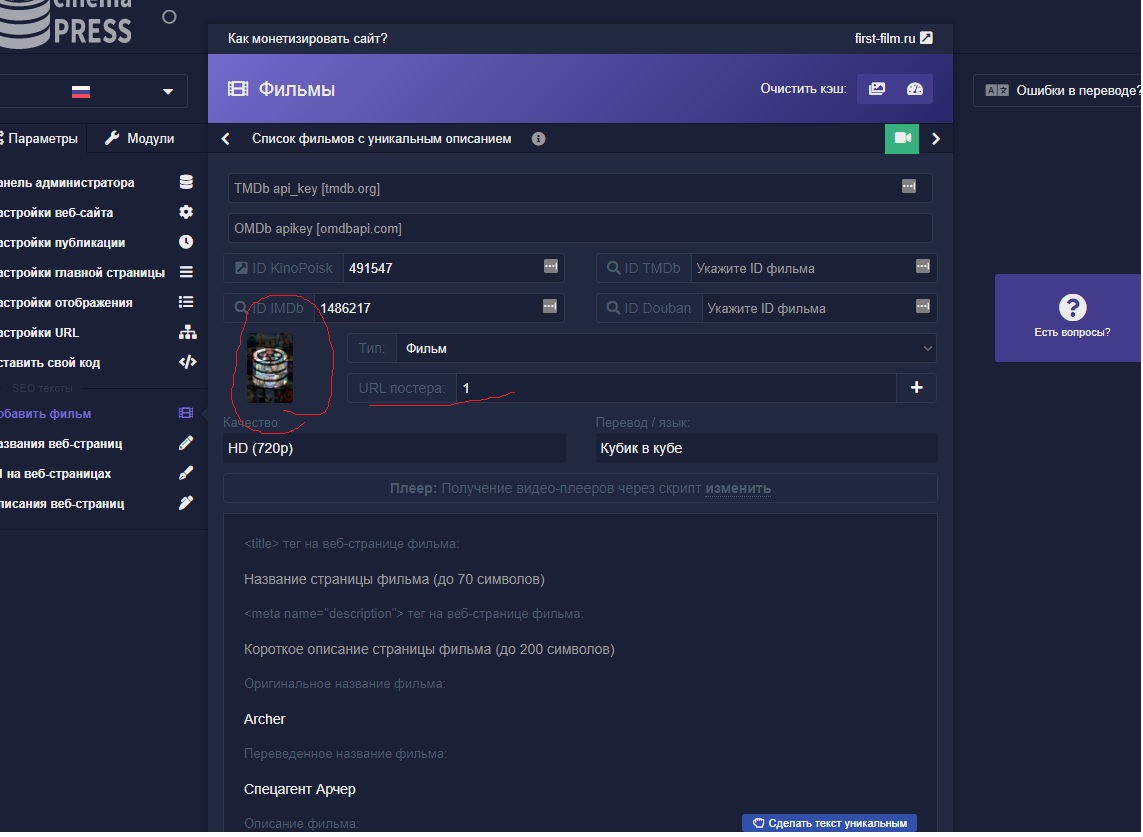 cinema
PRESS
Как монетизировать сайт?
first-film.ru
Фильмы
Очистить кэш:
Ошибки в переводе?
Параметры
Модули
Список фильмов с уникальным описанием
анель администратора
астройки веб-сайта
астройки публикации
астройки главной страницы
астройки отображения
астройки URL
ставить свой код
SEO тексты
обавить фильм
азвания веб-страниц
на веб-страницах
писания веб-страниц
TMDb api_key [tmdb.org]
OMDb apikey [omdbapi.com]
ID KinoPoisk
491547
ID TMDb
Укажите ID фильма
ID IMDb
1486217
ID Douban
Укажите ID фильма
Тип:
Фильм
URL постера:
1
Качество:
HD (720p)
Перевод / язык:
Кубик в кубе
Плеер: Получение видео-плееров через скрипт изменить
<title> тег на веб-странице фильма:
Название страницы фильма (до 70 символов)
<meta name="description"> тег на веб-странице фильма:
Короткое описание страницы фильма (до 200 символов)
Оригинальное название фильма:
Archer
Переведенное название фильма:
Спецагент Арчер
Описание фильма:
Сделать текст уникальным
Есть вопросы?